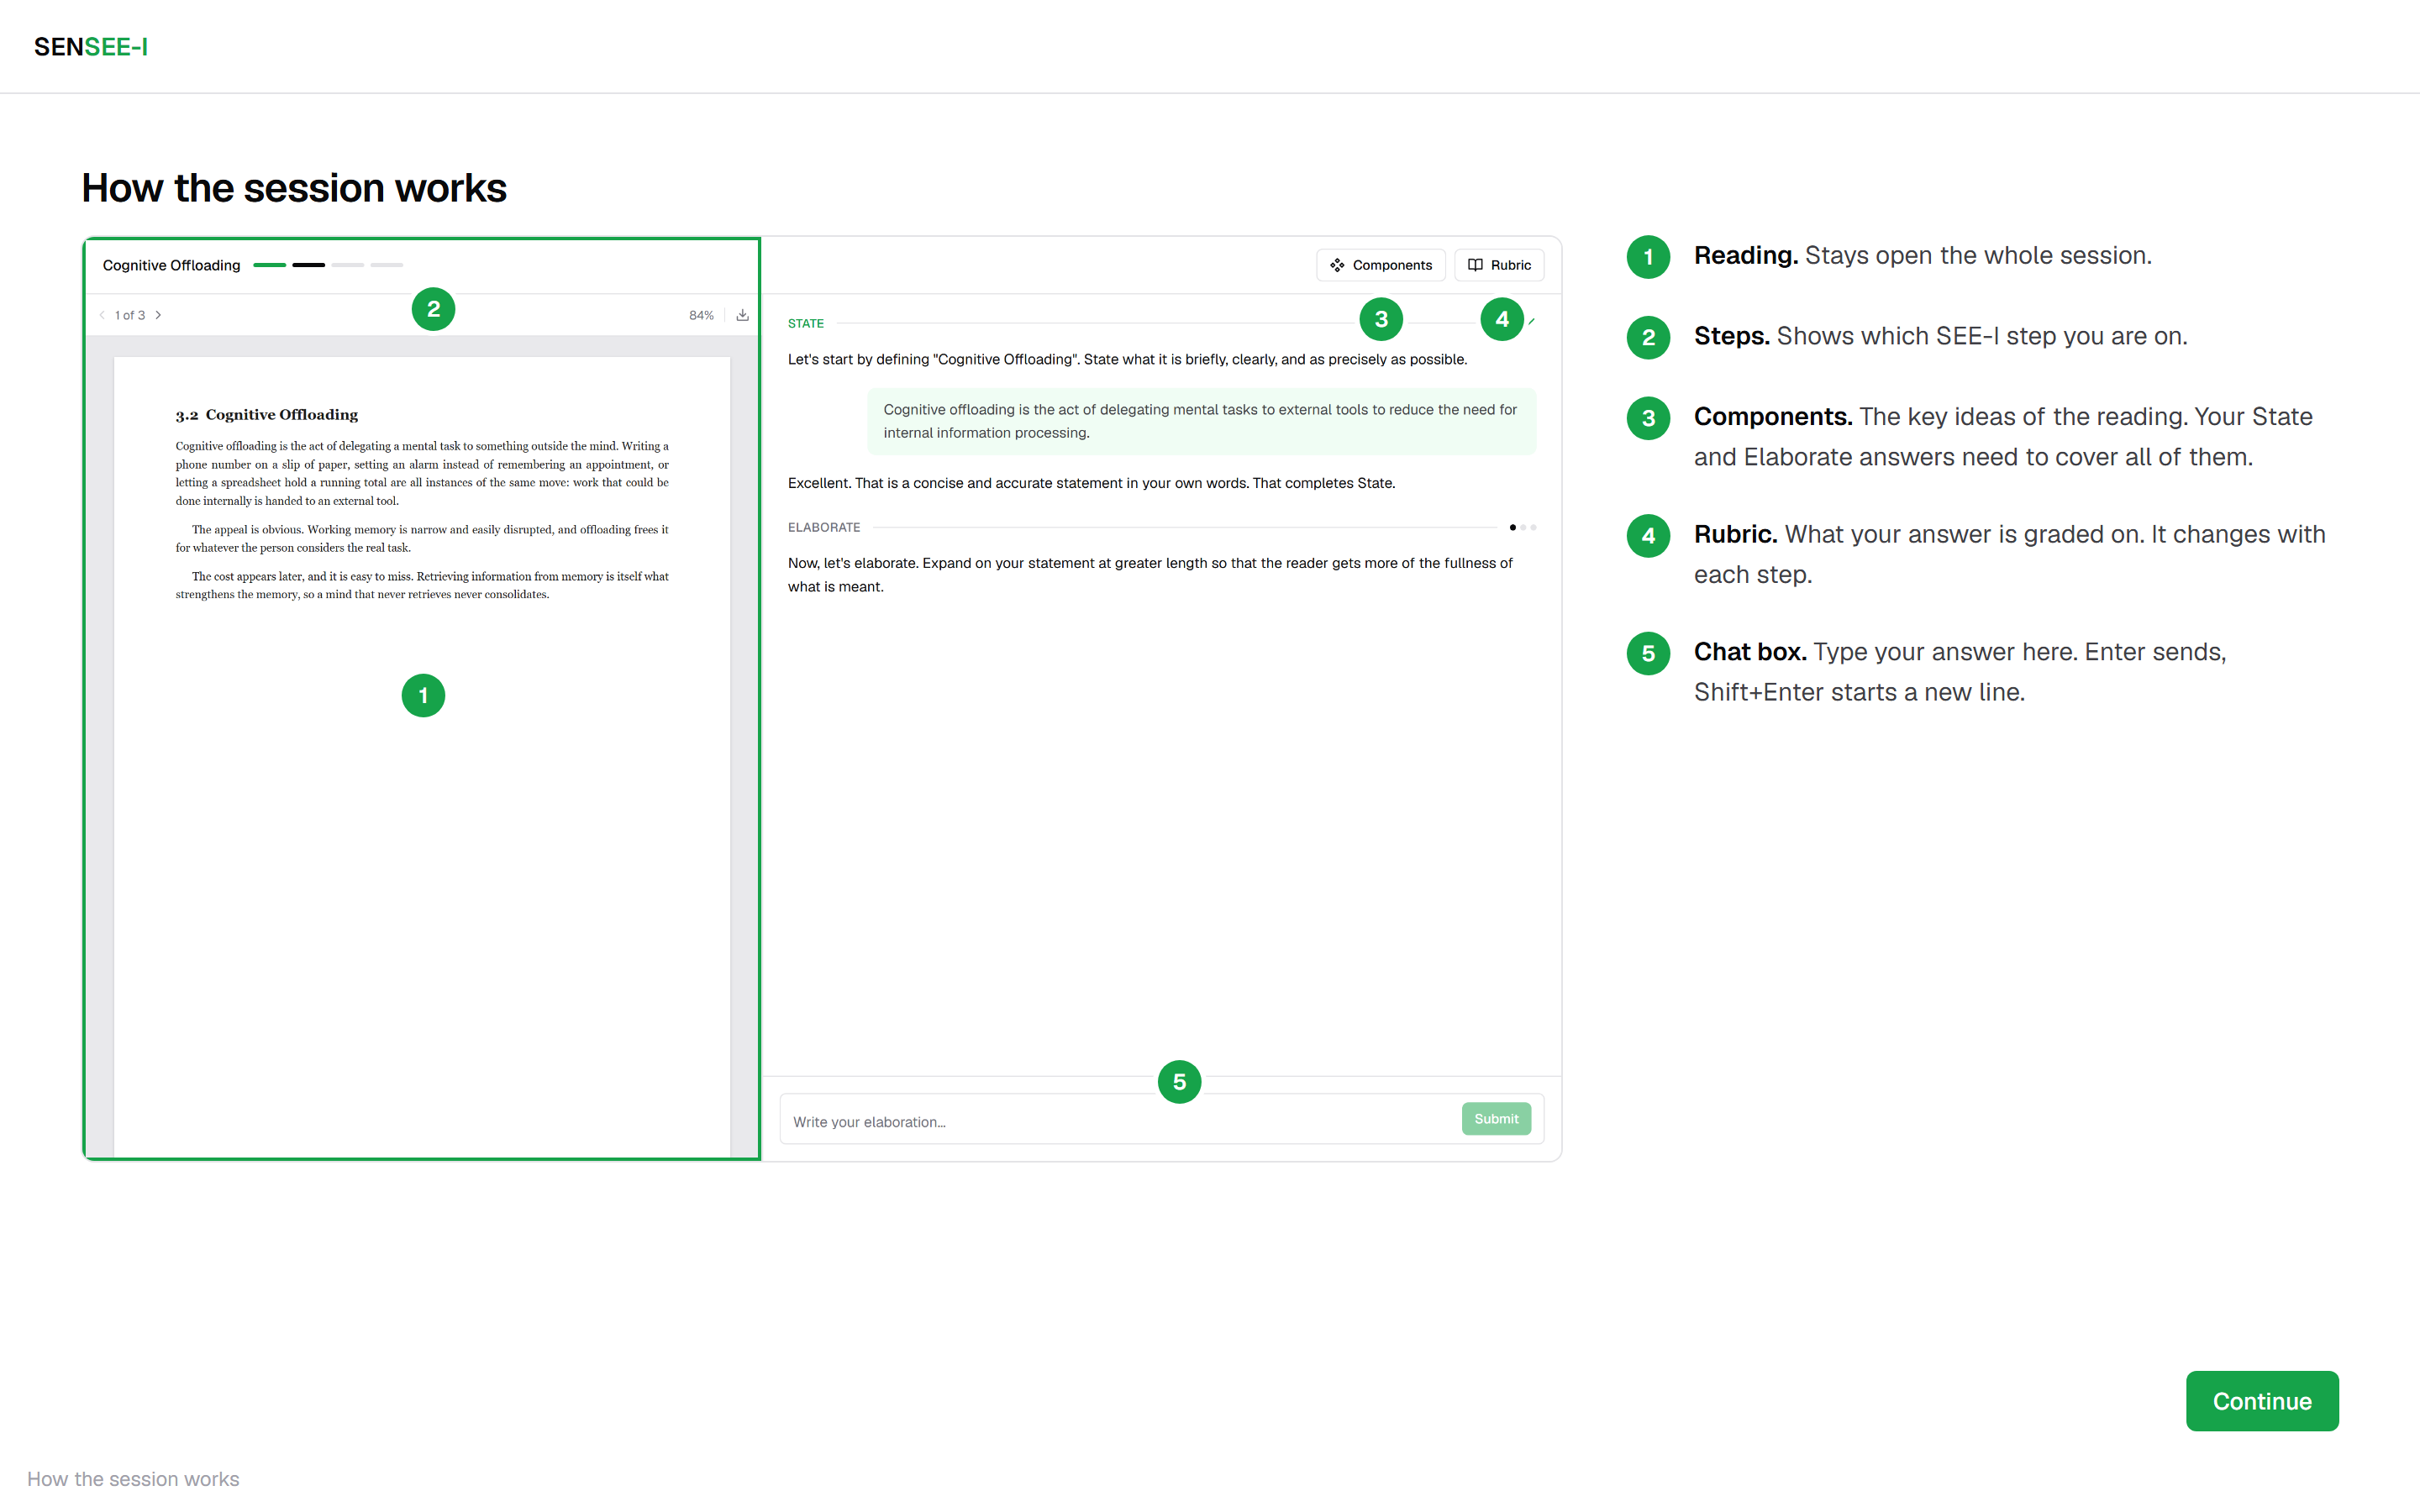 SENSEE-I
How the session works
Cognitive Offloading
Components
Rubric
1 of 3
2
84%
3
4
STATE
Let's start by defining "Cognitive Offloading". State what it is briefly, clearly, and as precisely as possible.
Cognitive offloading is the act of delegating mental tasks to external tools to reduce the need for
internal information processing.
Excellent. That is a concise and accurate statement in your own words. That completes State.
ELABORATE
Now, let's elaborate. Expand on your statement at greater length so that the reader gets more of the fullness of
what is meant.
3.2 Cognitive Offloading
Cognitive offloading is the act of delegating a mental task to something outside the mind. Writing a
phone number on a slip of paper, setting an alarm instead of remembering an appointment, or
letting a spreadsheet hold a running total are all instances of the same move: work that could be
done internally is handed to an external tool.
The appeal is obvious. Working memory is narrow and easily disrupted, and offloading frees it
for whatever the person considers the real task.
The cost appears later, and it is easy to miss. Retrieving information from memory is itself what
strengthens the memory, so a mind that never retrieves never consolidates.
1
5
Write your elaboration...
Submit
1
Reading. Stays open the whole session.
2
Steps. Shows which SEE-I step you are on.
3
Components. The key ideas of the reading. Your State
and Elaborate answers need to cover all of them.
4
Rubric. What your answer is graded on. It changes with
each step.
5
Chat box. Type your answer here. Enter sends,
Shift+Enter starts a new line.
Continue
How the session works